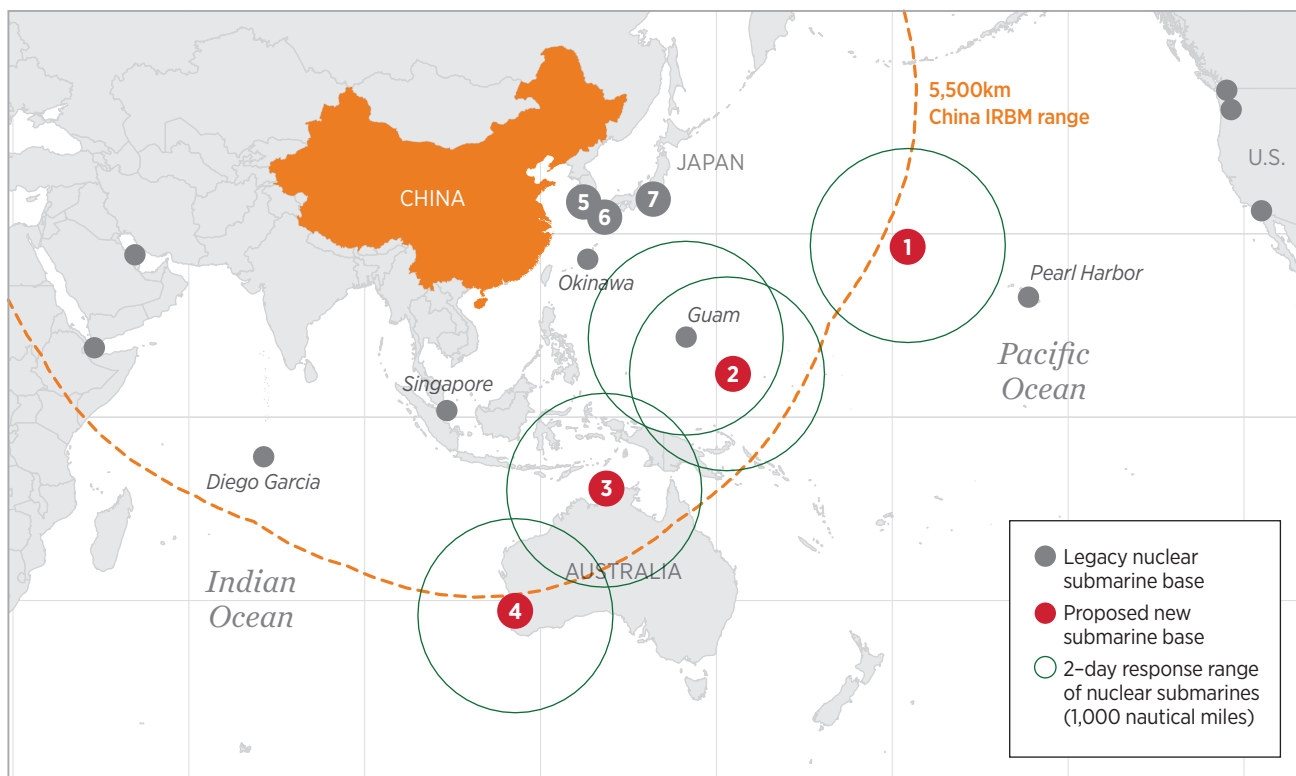 5,500km
China IRBM range
U.S.
JAPAN
CHINA
5
6
7
1
Okinawa
Pearl Harbor
Guam
Pacific
Ocean
2
Singapore
Diego Garcia
3
AUSTRALIA
Indian
Ocean
4
Legacy nuclear
submarine base
Proposed new
submarine base
2–day response range
of nuclear submarines
(1,000 nautical miles)